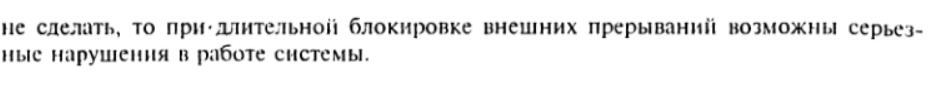 не сделать, то при·длительной блокировке внешних прерываний возможны серьез-
ные нарушения в работе системы.